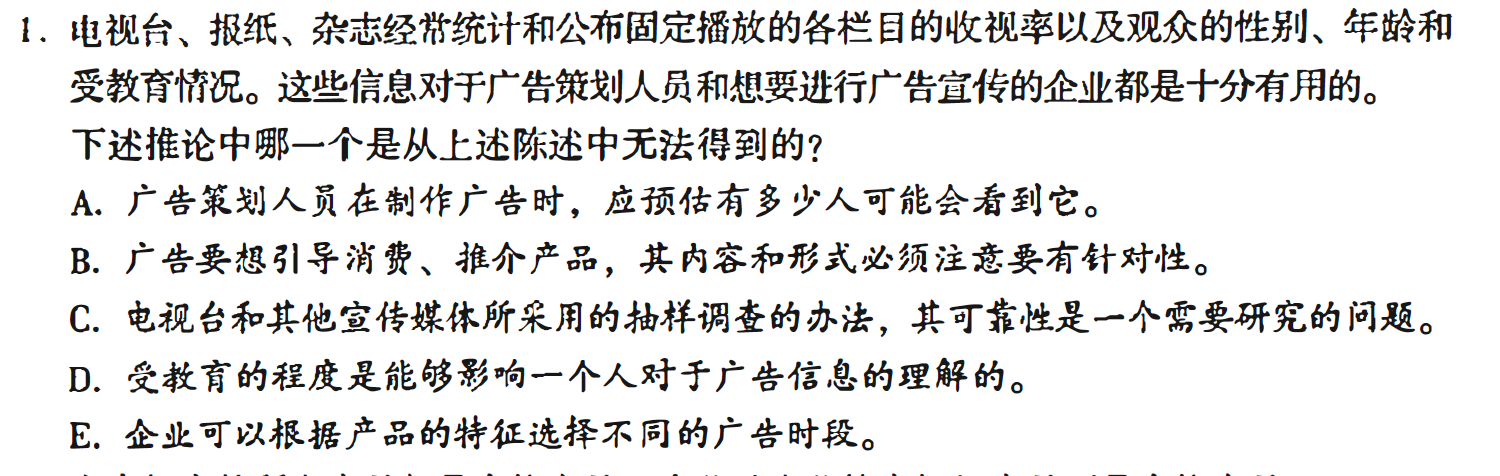 1. 电视台、报纸、杂志经常统计和公布固定播放的各栏目的收视率以及观众的性别、年龄和
受教育情况。这些信息对于广告策划人员和想要进行广告宣传的企业都是十分有用的。
下述推论中哪一个是从上述陈述中无法得到的?
A. 广告策划人员在制作广告时，应预估有多少人可能会看到它。
B. 广告要想引导消费、推介产品，其内容和形式必须注意要有针对性。
C. 电视台和其他宣传媒体所采用的抽样调查的办法，其可靠性是一个需要研究的问题。
D. 受教育的程度是能够影响一个人对于广告信息的理解的。
E. 企业可以根据产品的特征选择不同的广告时段。